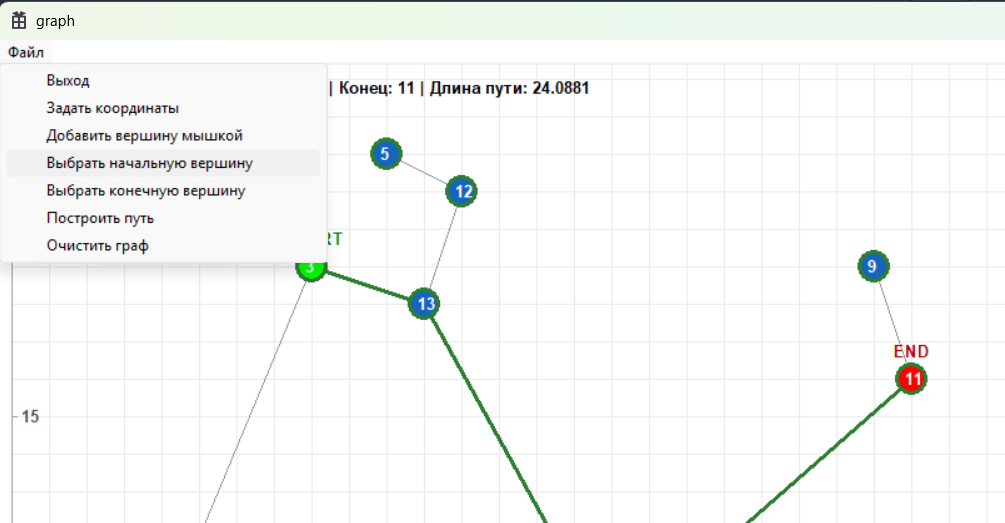 graph
Файл
Выход
Задать координаты
Добавить вершину мышкой
Выбрать начальную вершину
Выбрать конечную вершину
Построить путь
Очистить граф
| Конец: 11 | Длина пути: 24.0881
5
12
RT
3
13
9
END
11
15